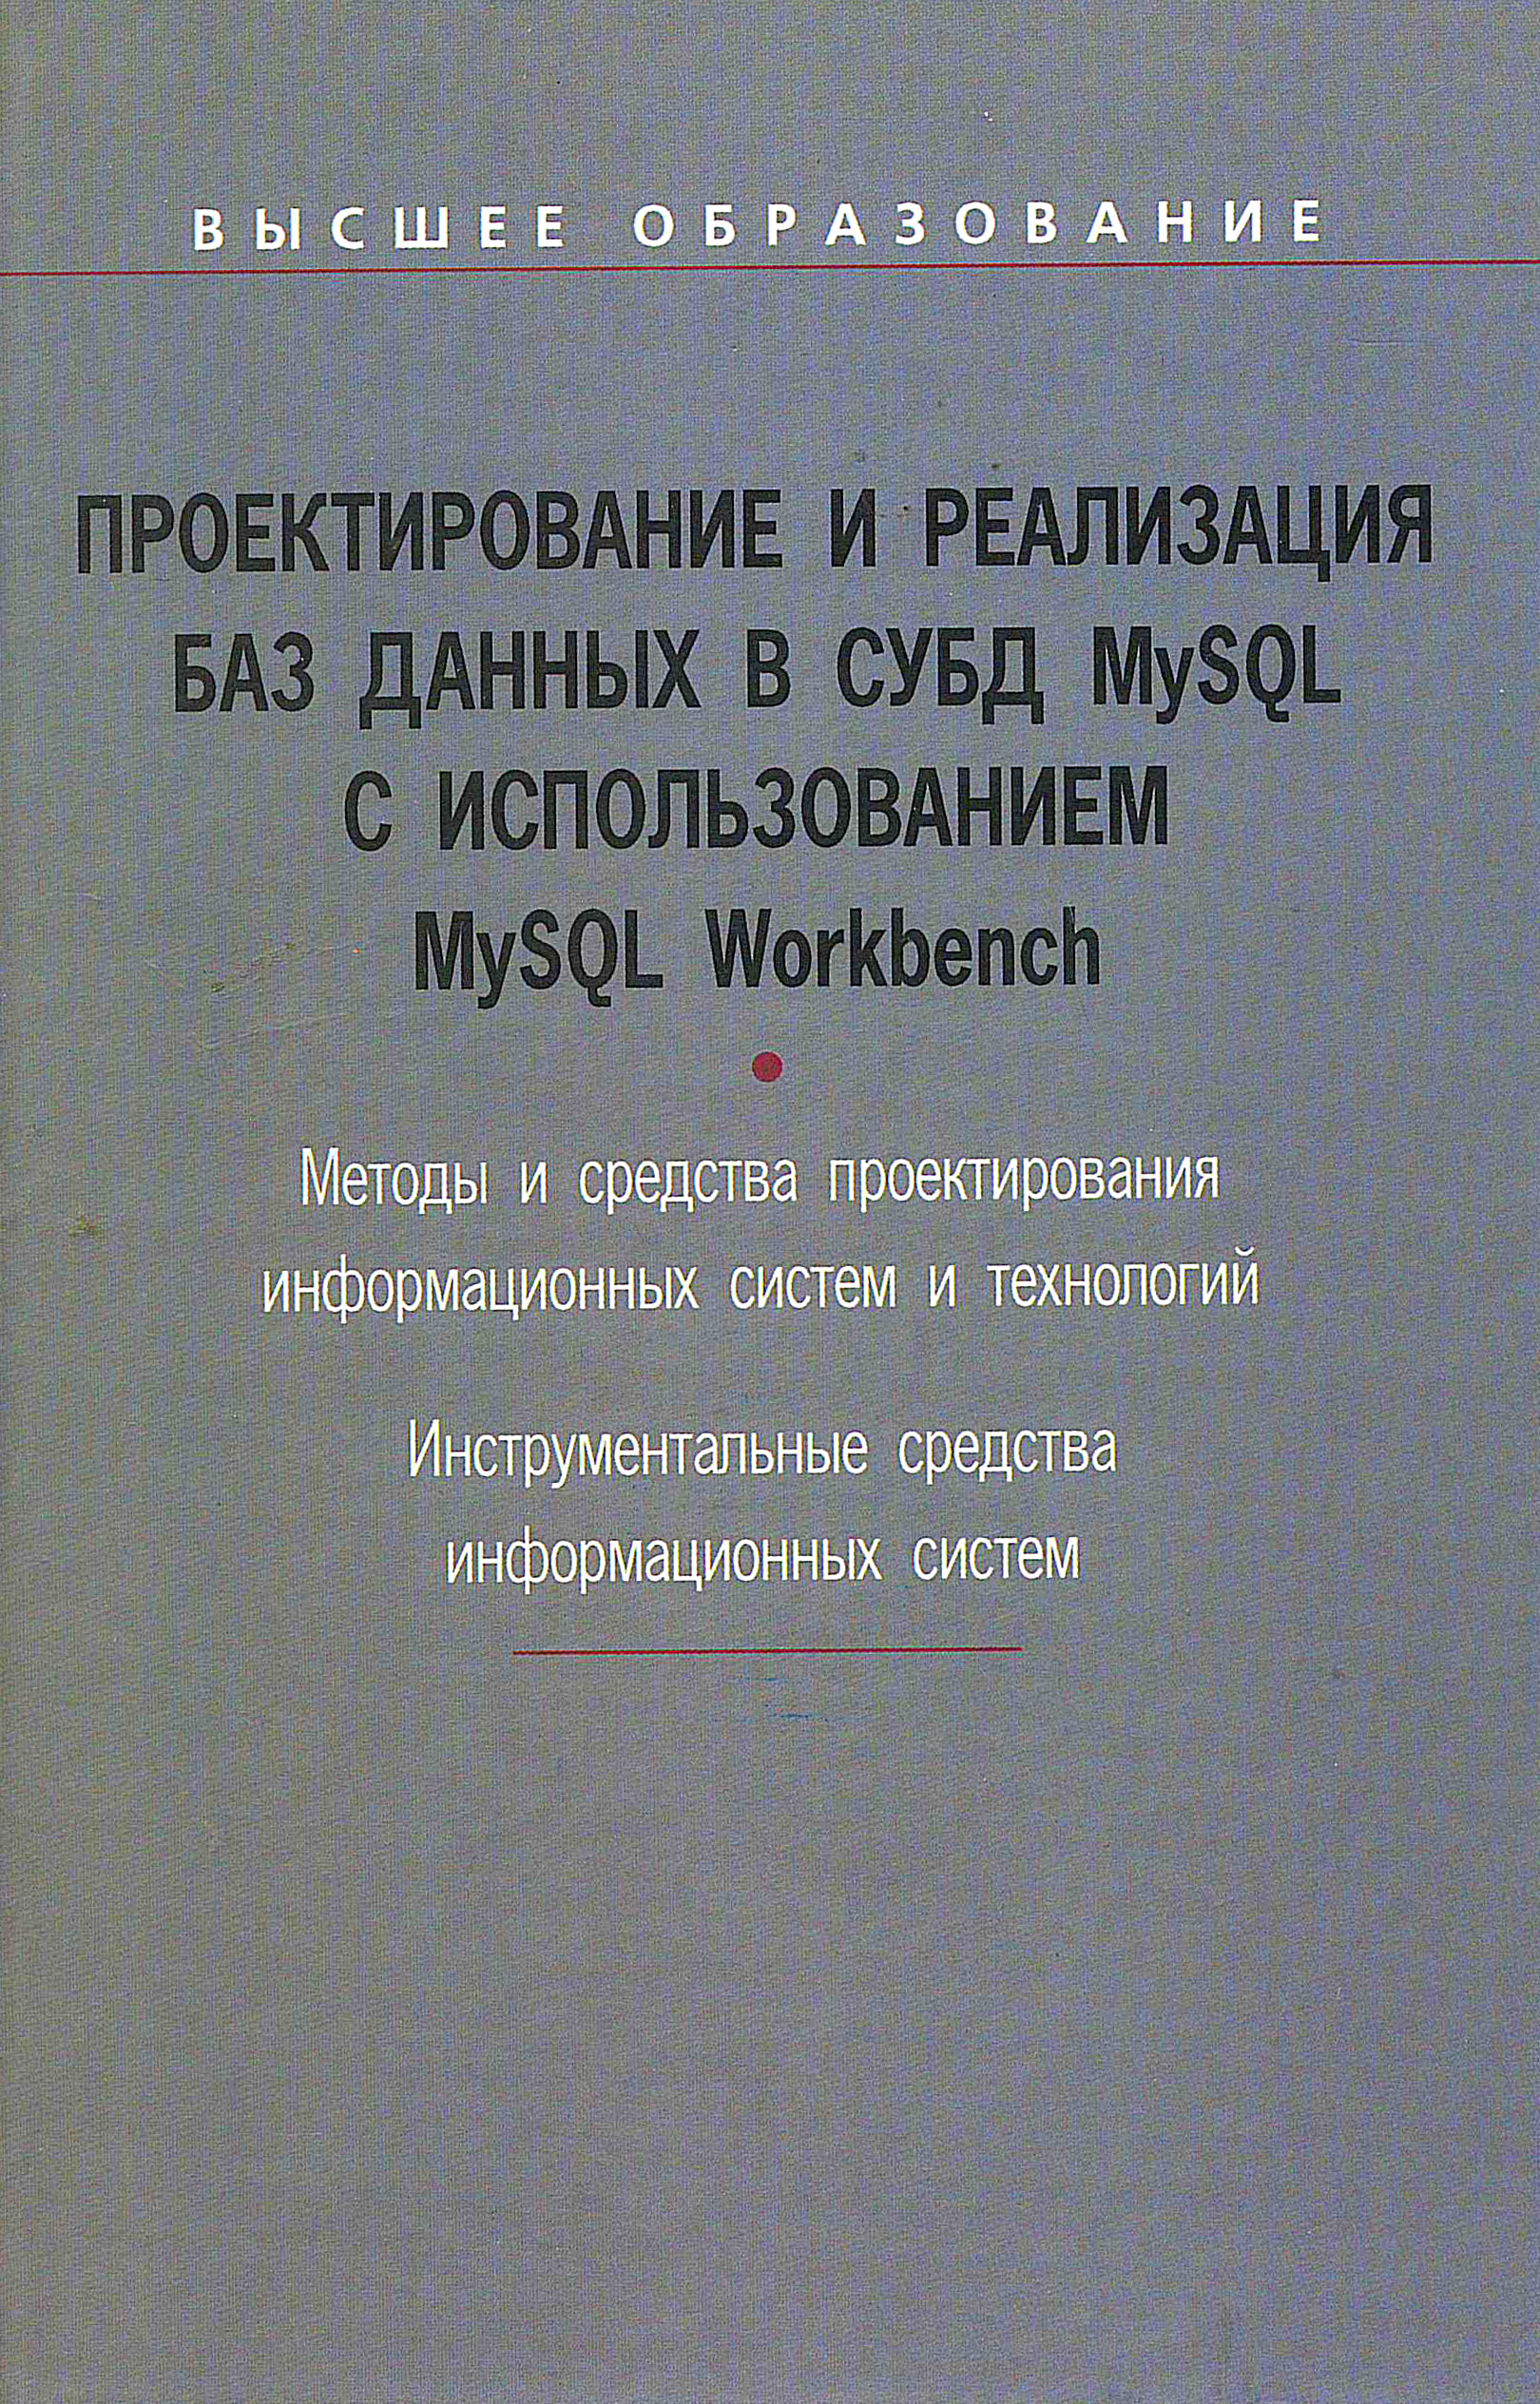 ВЫСШЕЕ ОБРАЗОВАНИЕ
ПРОЕКТИРОВАНИЕ И РЕАЛИЗАЦИЯ
БАЗ ДАННЫХ В СУБД MySQL
С ИСПОЛЬЗОВАНИЕМ
MySQL Workbench
Методы и средства проектирования
информационных систем и технологий
Инструментальные средства
информационных систем